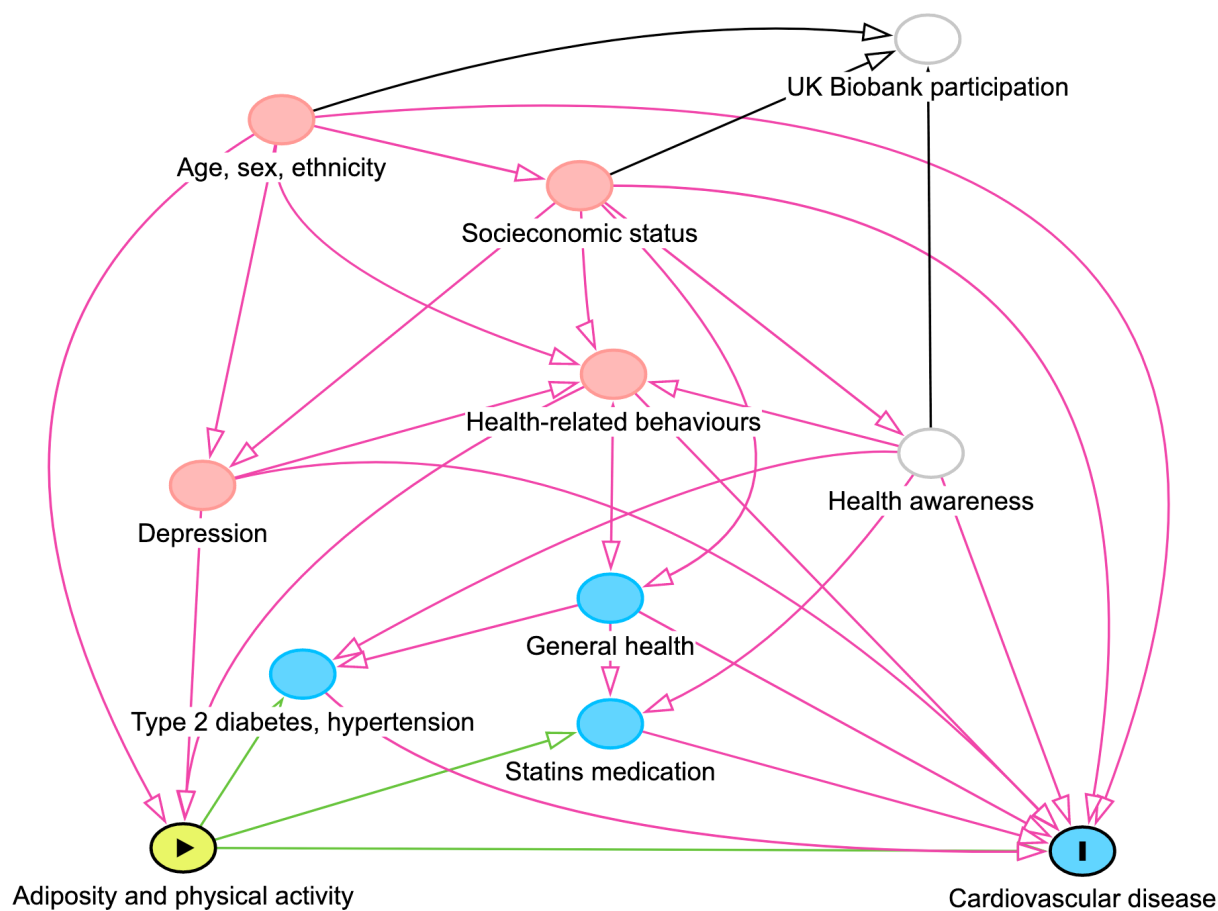 UK Biobank participation
Age, sex, ethnicity
Socieconomic status
Health-related behaviours
Health awareness
Depression
General health
Type 2 diabetes, hypertension
Statins medication
Adiposity and physical activity
Cardiovascular disease